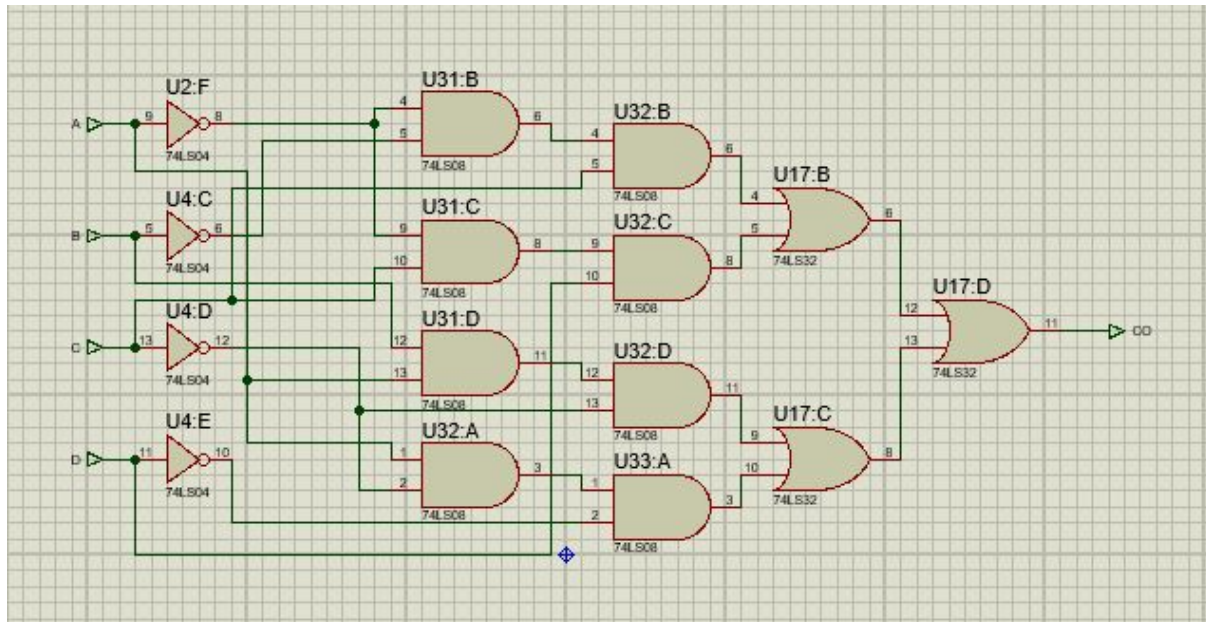 U2:F
A
9
8
74LS04
U4:C
B
5
6
74LS04
U4:D
C
13
12
74LS04
U4:E
D
11
10
74LS04
U31:B
4
5
6
74LS08
U31:C
9
10
8
74LS08
U31:D
12
13
11
74LS08
U32:A
1
2
3
74LS08
U32:B
4
5
6
74LS08
U32:C
9
10
8
74LS08
U32:D
12
13
11
74LS08
U33:A
1
2
3
74LS08
U17:B
4
5
6
74LS32
U17:C
9
10
8
74LS32
U17:D
12
13
11
74LS32
CO